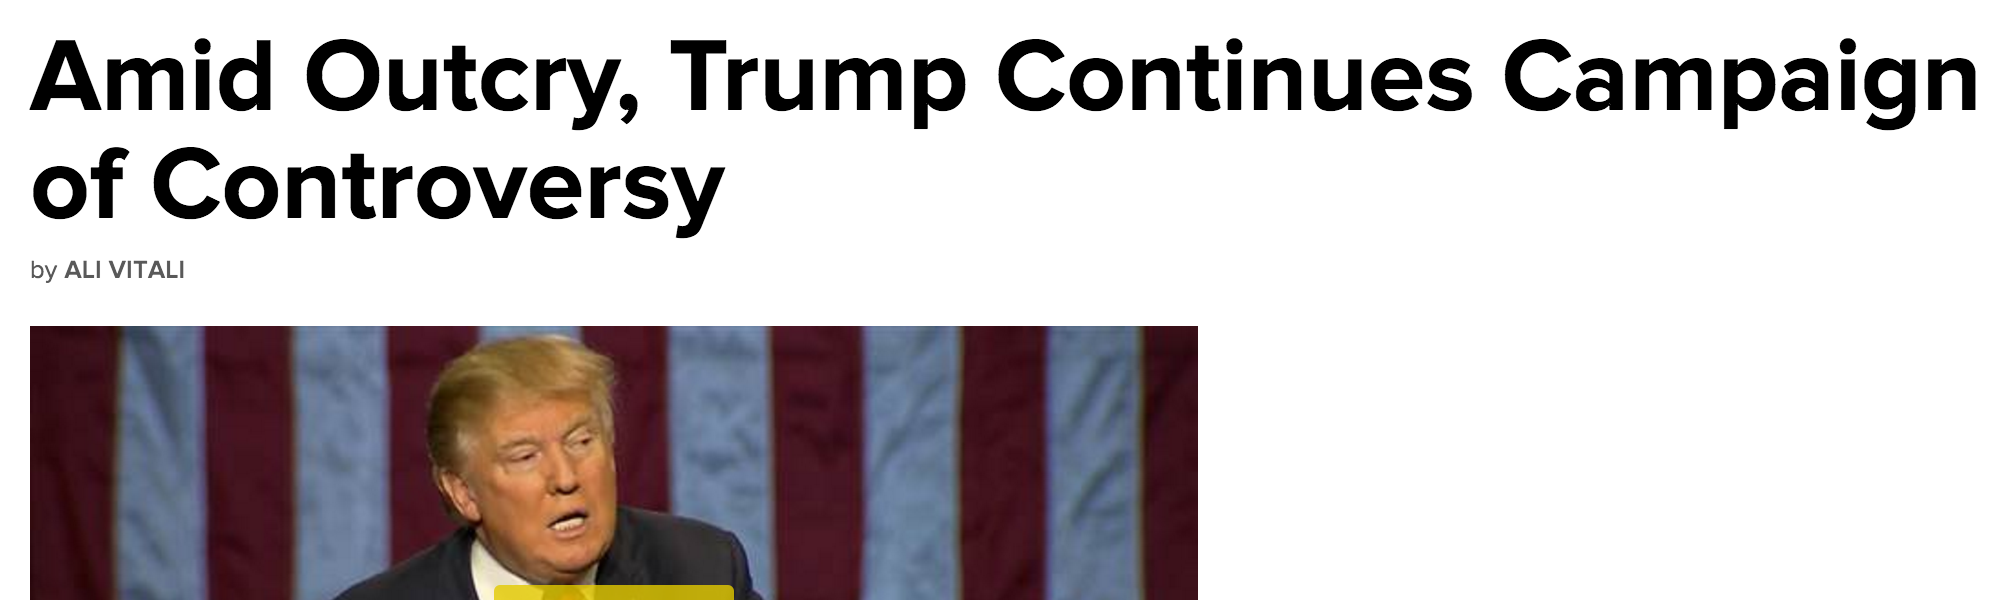 Amid Outcry, Trump Continues Campaign
of Controversy
by ALI VITALI